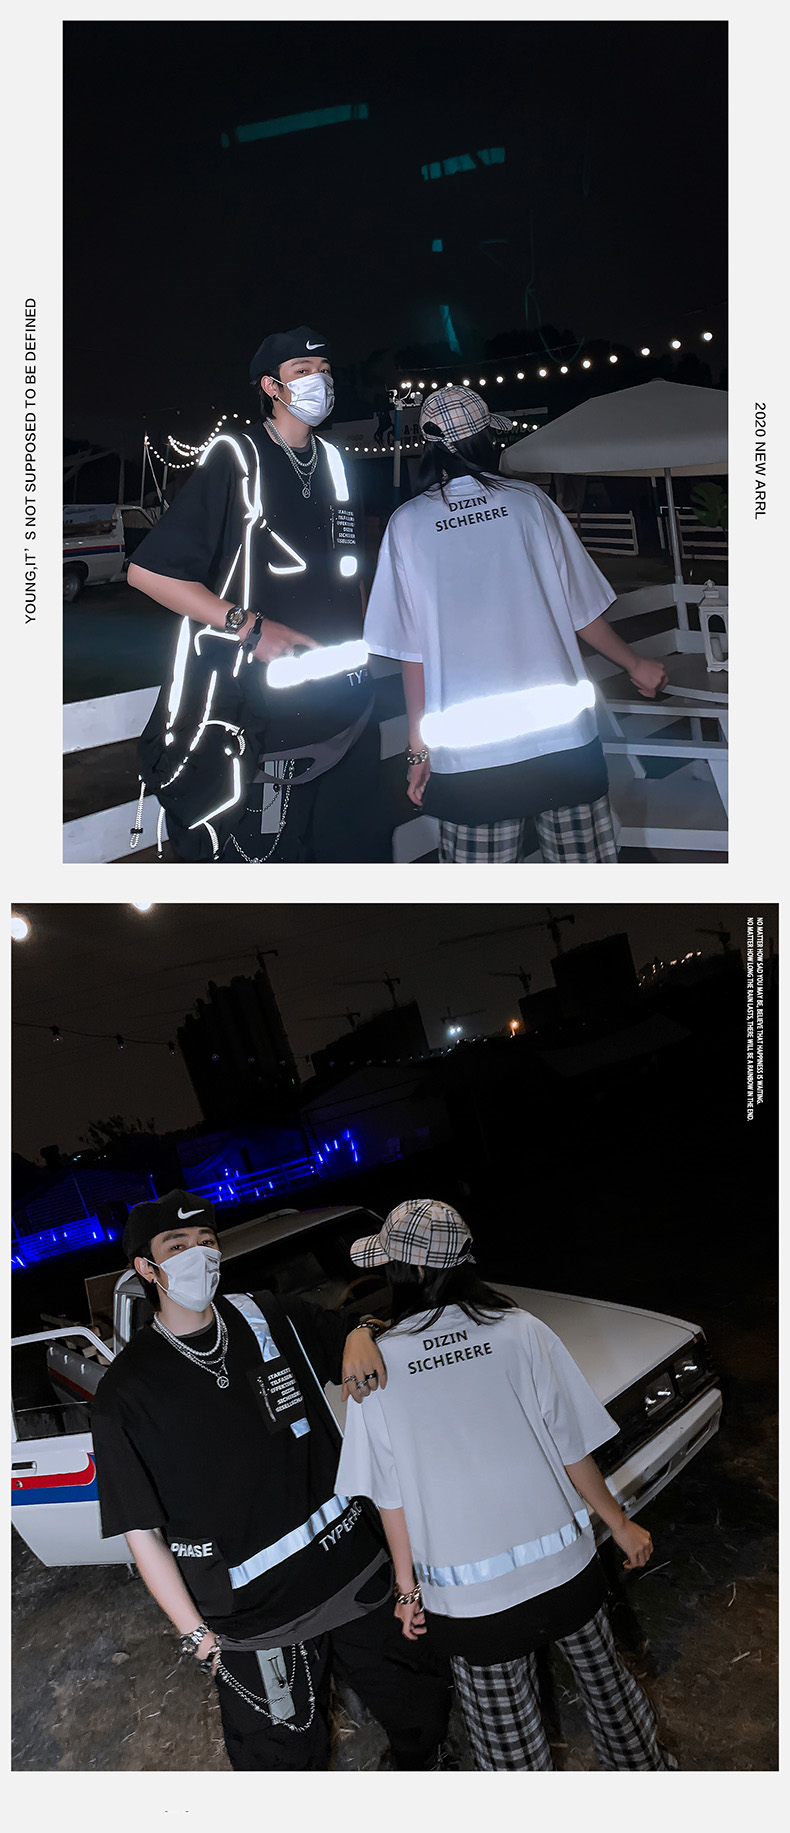 YOUNG,IT'S NOT SUPPOSED TO BE DEFINED
2020 NEW ARRL
DIZIN
SICHERERE
TY
NO MATTER HOW SAD YOU MAY BE, BELIEVE THAT HAPPINESS IS WAITING.
NO MATTER HOW LONG THE RAIN LASTS, THERE WILL BE A RAINBOW IN THE END.
DIZIN
SICHERERE
DIZIN
PHASE
TYPEFAC